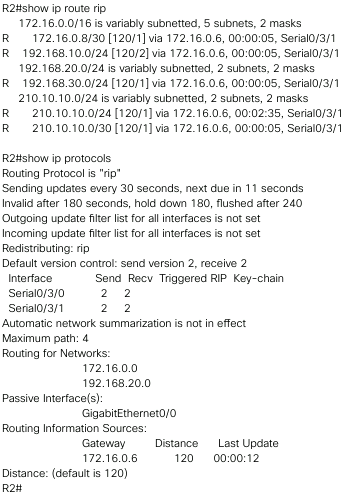 R2#show ip route rip
172.16.0.0/16 is variably subnetted, 5 subnets, 2 masks
R 172.16.0.8/30 [120/1] via 172.16.0.6, 00:00:05, Serial0/3/1
R 192.168.10.0/24 [120/2] via 172.16.0.6, 00:00:05, Serial0/3/1
192.168.20.0/24 is variably subnetted, 2 subnets, 2 masks
R 192.168.30.0/24 [120/1] via 172.16.0.6, 00:00:05, Serial0/3/1
210.10.10.0/24 is variably subnetted, 2 subnets, 2 masks
R 210.10.10.0/24 [120/1] via 172.16.0.6, 00:02:35, Serial0/3/1
R 210.10.10.0/30 [120/1] via 172.16.0.6, 00:00:05, Serial0/3/1
R2#show ip protocols
Routing Protocol is "rip"
Sending updates every 30 seconds, next due in 11 seconds
Invalid after 180 seconds, hold down 180, flushed after 240
Outgoing update filter list for all interfaces is not set
Incoming update filter list for all interfaces is not set
Redistributing: rip
Default version control: send version 2, receive 2
Interface Send Recv Triggered RIP Key-chain
Serial0/3/0 2 2
Serial0/3/1 2 2
Automatic network summarization is not in effect
Maximum path: 4
Routing for Networks:
172.16.0.0
192.168.20.0
Passive Interface(s):
GigabitEthernet0/0
Routing Information Sources:
Gateway Distance Last Update
172.16.0.6 120 00:00:12
Distance: (default is 120)
R2#